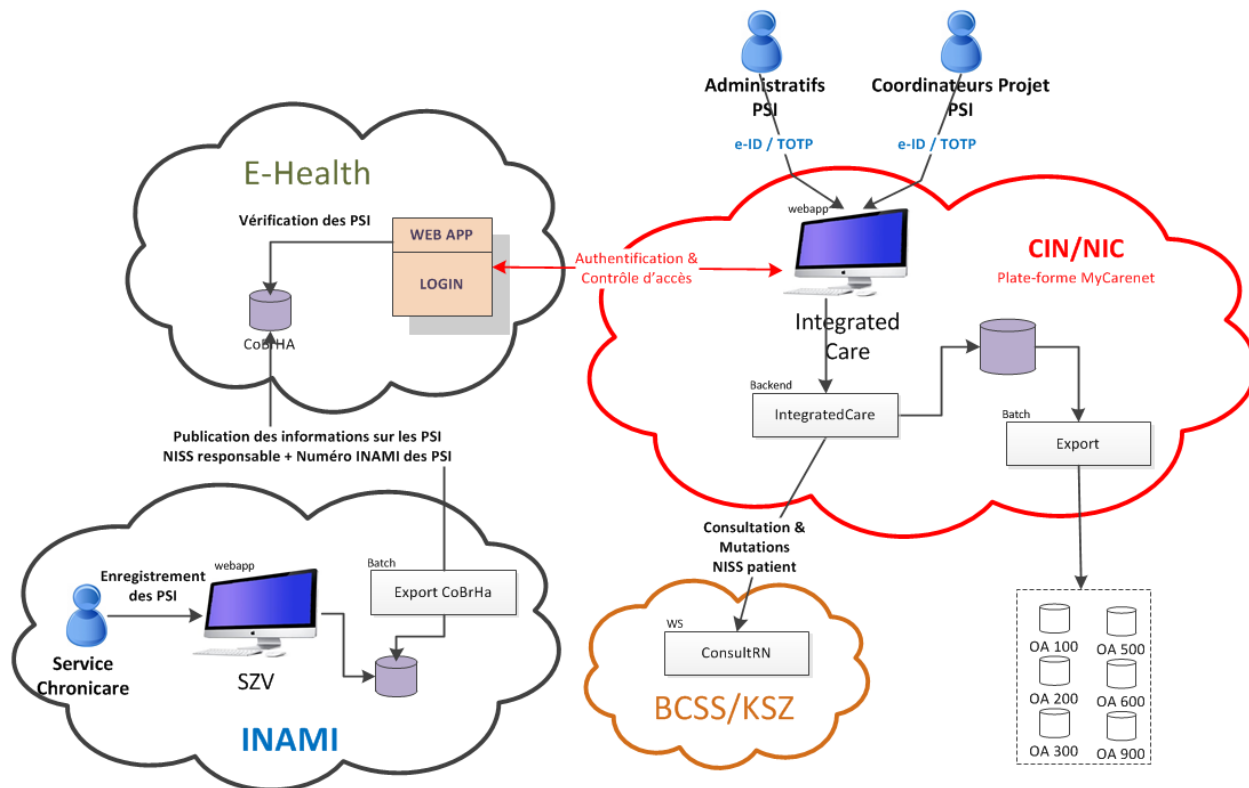 Administratifs
PSI
Coordinateurs Projet
PSI
e-ID / TOTP
e-ID / TOTP
E-Health
Vérification des PSI
WEB APP
LOGIN
CoBrHA
Authentification &
Contrôle d'accès
webapp
CIN/NIC
Plate-forme MyCarenet
Integrated
Care
Backend
IntegratedCare
Batch
Export
Publication des informations sur les PSI
NISS responsable + Numéro INAMI des PSI
Consultation &
Mutations
NISS patient
Enregistrement
des PSI
webapp
Batch
Export CoBrHa
Service
Chronicare
SZV
INAMI
WS
ConsultRN
BCSS/KSZ
OA 100
OA 500
OA 200
OA 600
OA 300
OA 900